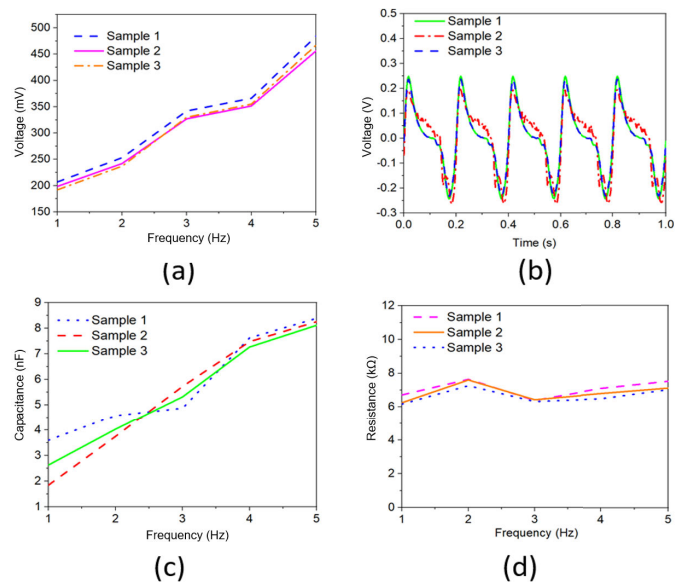 500
450
400
350
300
250
200
150
Voltage (mV)
Sample 1
Sample 2
Sample 3
1 2 3 4 5
Frequency (Hz)
(a)
0.5
0.4
0.3
0.2
0.1
0.0
-0.1
-0.2
-0.3
Voltage (V)
Sample 1
Sample 2
Sample 3
0.0 0.2 0.4 0.6 0.8 1.0
Time (s)
(b)
9
8
7
6
5
4
3
2
1
Capacitance (nF)
Sample 1
Sample 2
Sample 3
1 2 3 4 5
Frequency (Hz)
(c)
12
10
8
6
4
2
0
Resistance (kΩ)
Sample 1
Sample 2
Sample 3
1 2 3 4 5
Frequency (Hz)
(d)